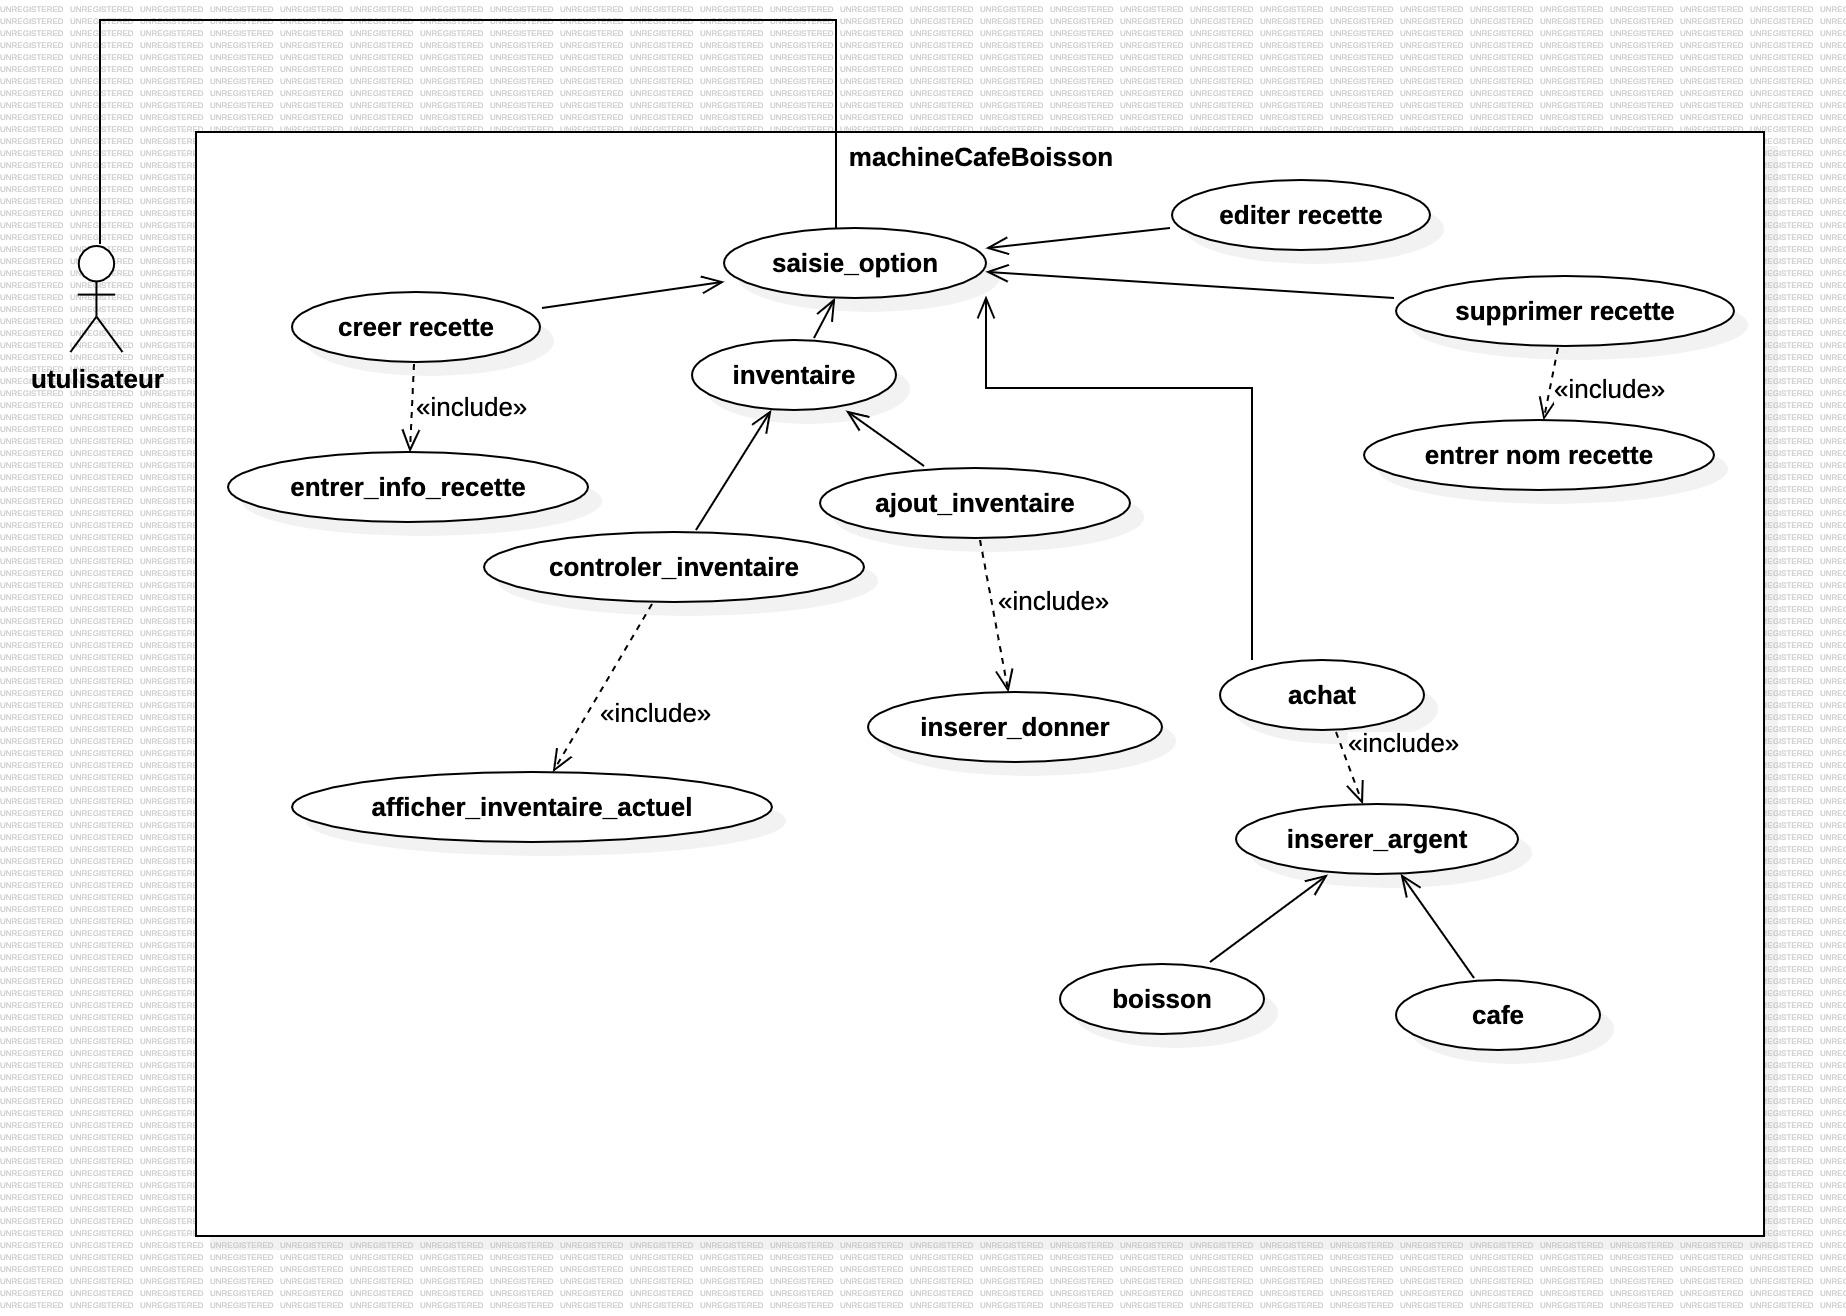 machineCafeBoisson
editer recette
saisie_option
supprimer recette
creer recette
inventaire
utulisateur
«include»
«include»
entrer nom recette
entrer_info_recette
ajout_inventaire
controler_inventaire
«include»
achat
«include»
inserer_donner
«include»
afficher_inventaire_actuel
inserer_argent
boisson
cafe
UNREGISTERED